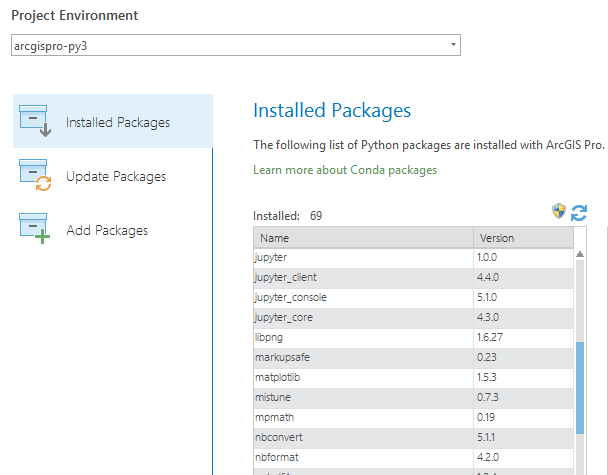 Project Environment
arcgispro-py3
Installed Packages
Update Packages
Add Packages
Installed Packages
The following list of Python packages are installed with ArcGIS Pro.
Learn more about Conda packages
Installed: 69
Name Version
jupyter 1.0.0
jupyter_client 4.4.0
jupyter_console 5.1.0
jupyter_core 4.3.0
libpng 1.6.27
markupsafe 0.23
matplotlib 1.5.3
mistune 0.7.3
mpmath 0.19
nbconvert 5.1.1
nbformat 4.2.0